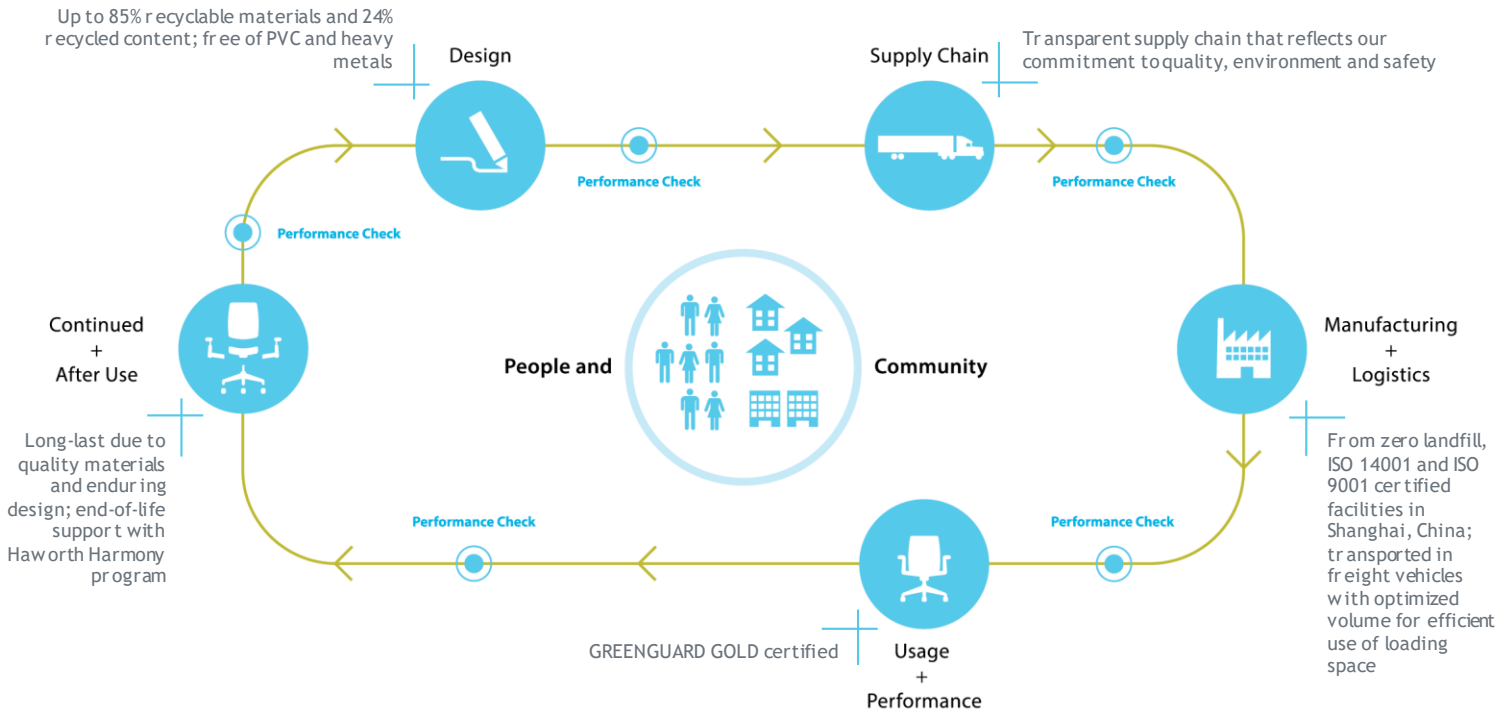 Up to 85% recyclable materials and 24%
recycled content; free of PVC and heavy
metals
Design
Supply Chain
Transparent supply chain that reflects our
commitment to quality, environment and safety
Performance Check
Performance Check
Performance Check
Continued
+
After Use
People and
Community
Manufacturing
+
Logistics
Long-last due to
quality materials
and enduring
design; end-of-life
support with
Haworth Harmony
program
From zero landfill,
ISO 14001 and ISO
9001 certified
facilities in
Shanghai, China;
transported in
freight vehicles
with optimized
volume for efficient
use of loading
space
Performance Check
Performance Check
GREENGUARD GOLD certified
Usage
+
Performance